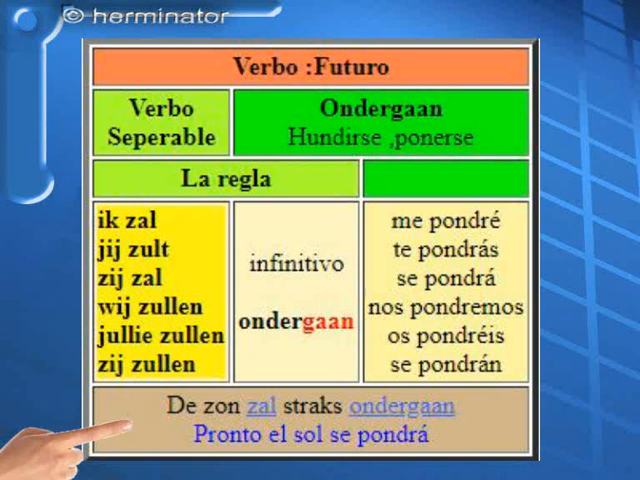 © herminator
Verbo :Futuro
Verbo
Seperable
Ondergaan
Hundirse ,ponerse
La regla
ik zal
jij zult
zij zal
wij zullen
jullie zullen
zij zullen
infinitivo
ondergaan
me pondré
te pondrás
se pondrá
nos pondremos
os pondréis
se pondrán
De zon zal straks ondergaan
Pronto el sol se pondrá